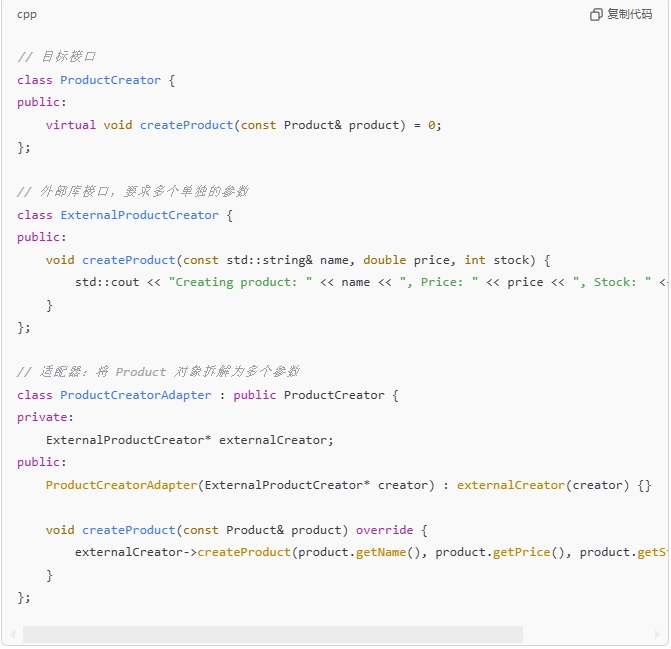 cpp
复制代码
// 目标接口
class ProductCreator {
public:
    virtual void createProduct(const Product& product) = 0;
};
// 外部库接口，要求多个单独的参数
class ExternalProductCreator {
public:
    void createProduct(const std::string& name, double price, int stock) {
        std::cout << "Creating product: " << name << ", Price: " << price << ", Stock: " <
    }
};
// 适配器：将 Product 对象拆解为多个参数
class ProductCreatorAdapter : public ProductCreator {
private:
    ExternalProductCreator* externalCreator;
public:
    ProductCreatorAdapter(ExternalProductCreator* creator) : externalCreator(creator) {}
    void createProduct(const Product& product) override {
        externalCreator->createProduct(product.getName(), product.getPrice(), product.getS
    }
};